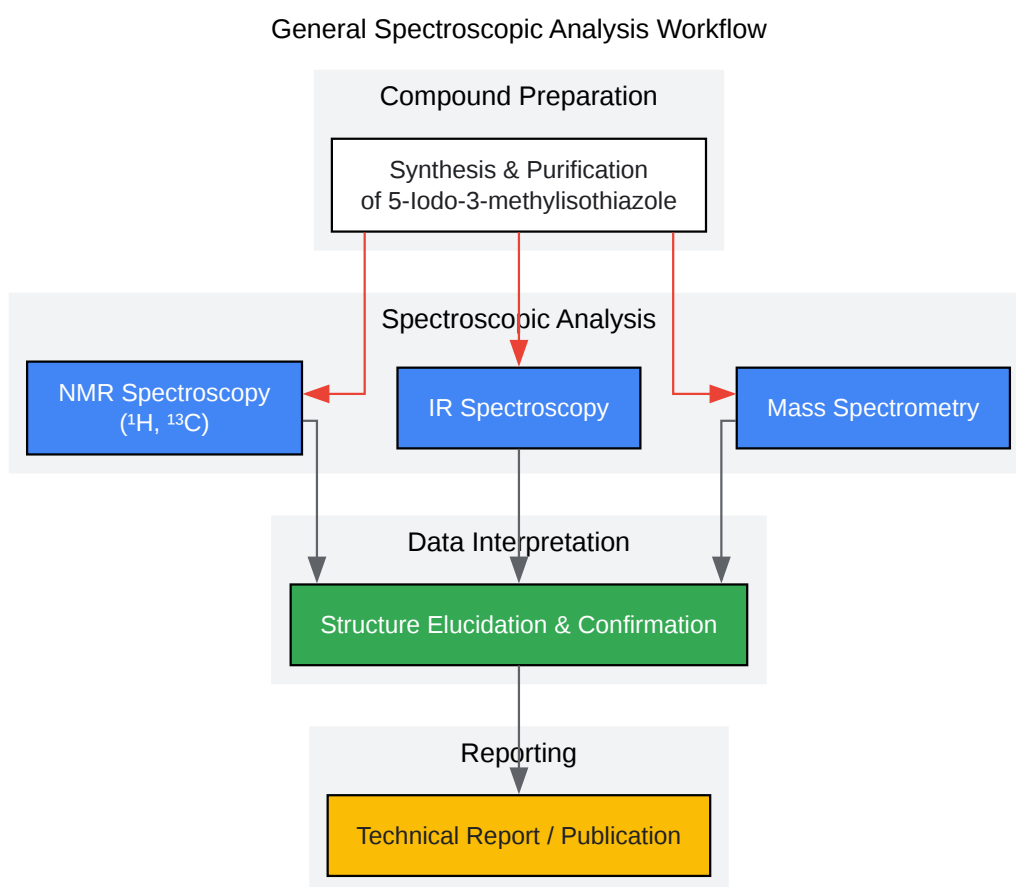 General Spectroscopic Analysis Workflow
Compound Preparation
Synthesis & Purification
of 5-Iodo-3-methylisothiazole
Spectroscopic Analysis
NMR Spectroscopy
(¹H, ¹³C)
IR Spectroscopy
Mass Spectrometry
Data Interpretation
Structure Elucidation & Confirmation
Reporting
Technical Report / Publication